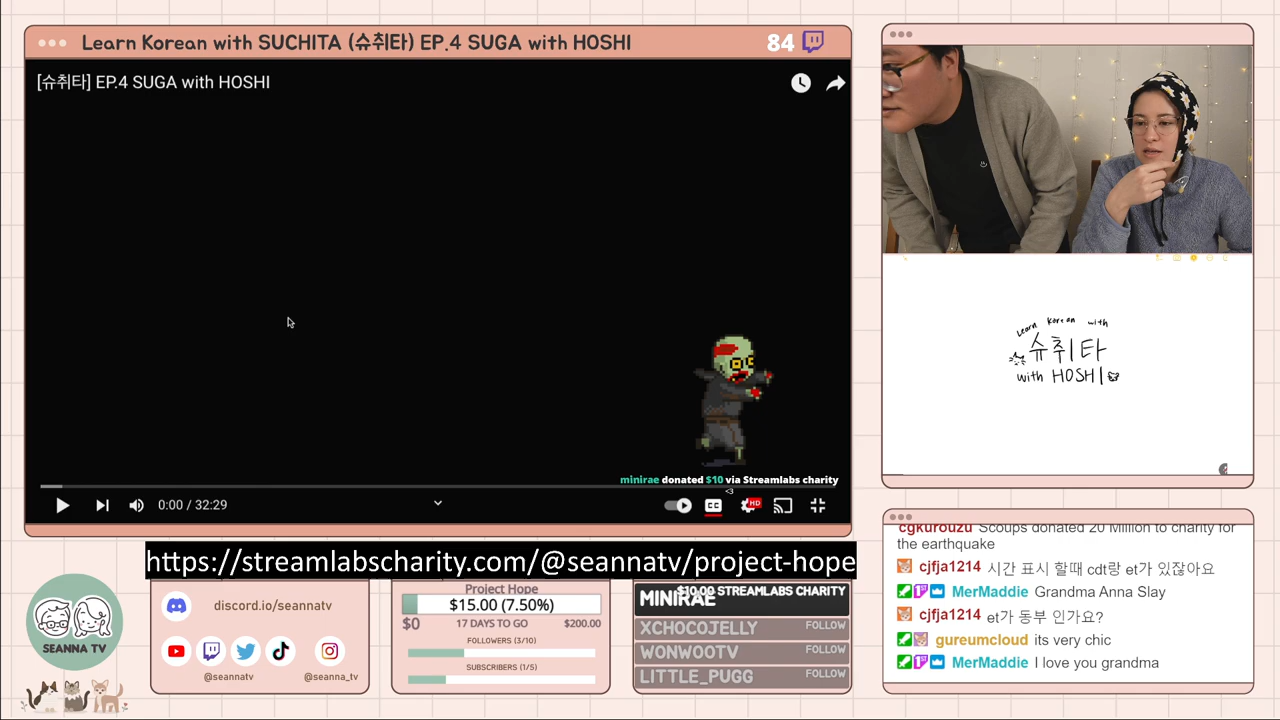 Learn Korean with SUCHITA (슈취타) EP.4 SUGA with HOSHI
84
[슈취타] EP.4 SUGA with HOSHI
minirae donated $10 via Streamlabs charity
<3
0:00 / 32:29
CC
HD
https://streamlabscharity.com/@seannatv/project-hope
SEANNA TV
discord.io/seannatv
@seannatv
@seanna_tv
Project Hope
$15.00 (7.50%)
$0
17 DAYS TO GO
$200.00
FOLLOWERS (3/10)
SUBSCRIBERS (1/5)
MINIRAE
$10.00 STREAMLABS CHARITY
XCHOCOJELLY FOLLOW
WONWOOTV FOLLOW
LITTLE_PUGG FOLLOW
Learn Korean with
슈취타
with HOSHI
cgkurouzu Scoups donated 20 Million to charity for
the earthquake
cjfja1214 시간 표시 할때 cdt랑 et가 있잖아요
MerMaddie Grandma Anna Slay
cjfja1214 et가 동부 인가요?
gureumcloud its very chic
MerMaddie I love you grandma